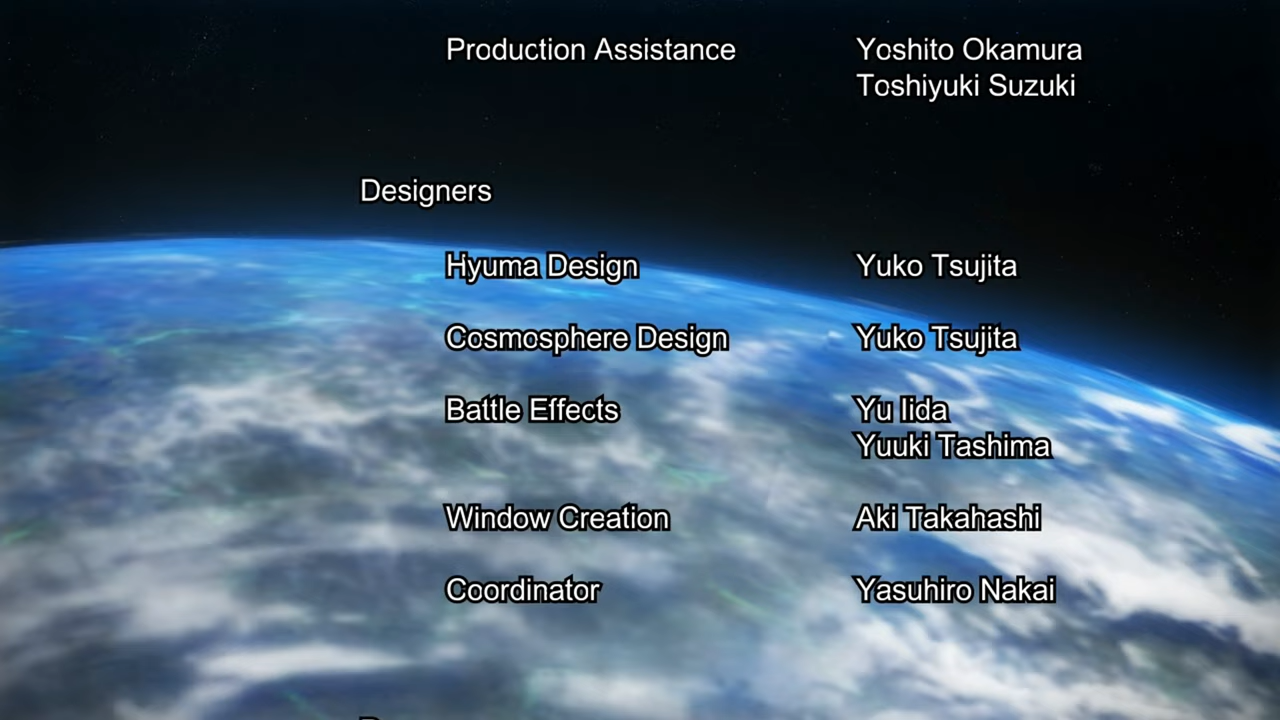 Production Assistance Yoshito Okamura
Toshiyuki Suzuki
Designers
Hyuma Design Yuko Tsujita
Cosmosphere Design Yuko Tsujita
Battle Effects Yu Iida
Yuuki Tashima
Window Creation Aki Takahashi
Coordinator Yasuhiro Nakai